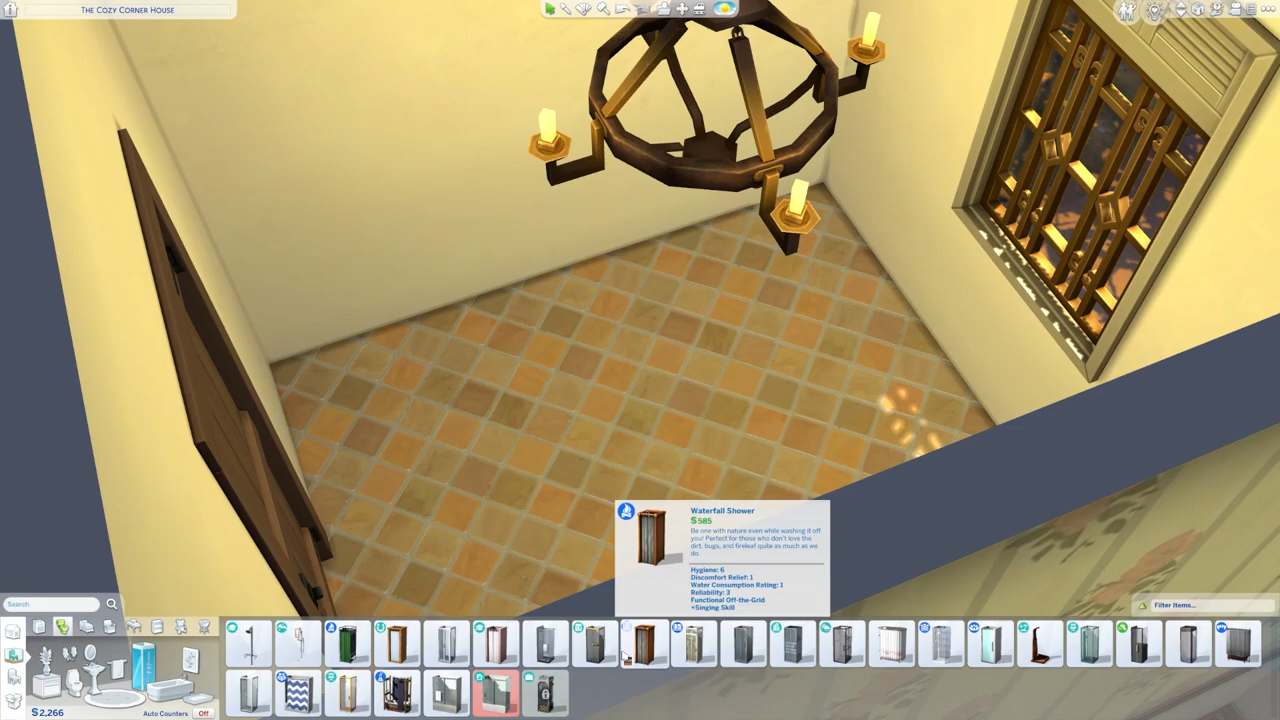 THE COZY CORNER HOUSE
Waterfall Shower
§585
Be one with nature even while washing it off
you! Perfect for those who don't love the
dirt, bugs, and fireleaf quite as much as we
do.
Hygiene: 6
Discomfort Relief: 1
Water Consumption Rating: 1
Reliability: 3
Functional Off-the-Grid
+Singing Skill
Search
Filter Items...
§2,266
Auto Counters
Off